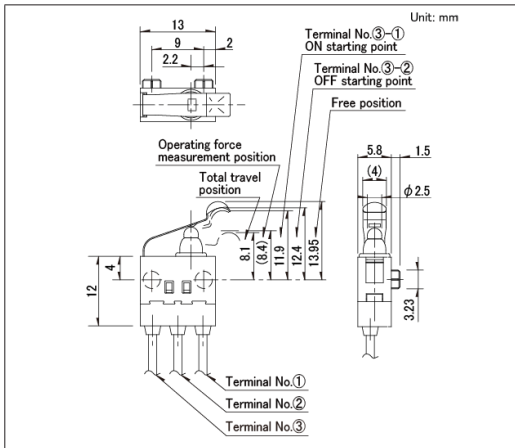 Unit: mm
13
9
2
2.2
Terminal No.③-①
ON starting point
Terminal No.③-②
OFF starting point
Free position
Operating force
measurement position
Total travel
position
5.8
1.5
(4)
φ2.5
8.1
(8.4)
11.9
12.4
13.95
4
12
3.23
Terminal No.①
Terminal No.②
Terminal No.③